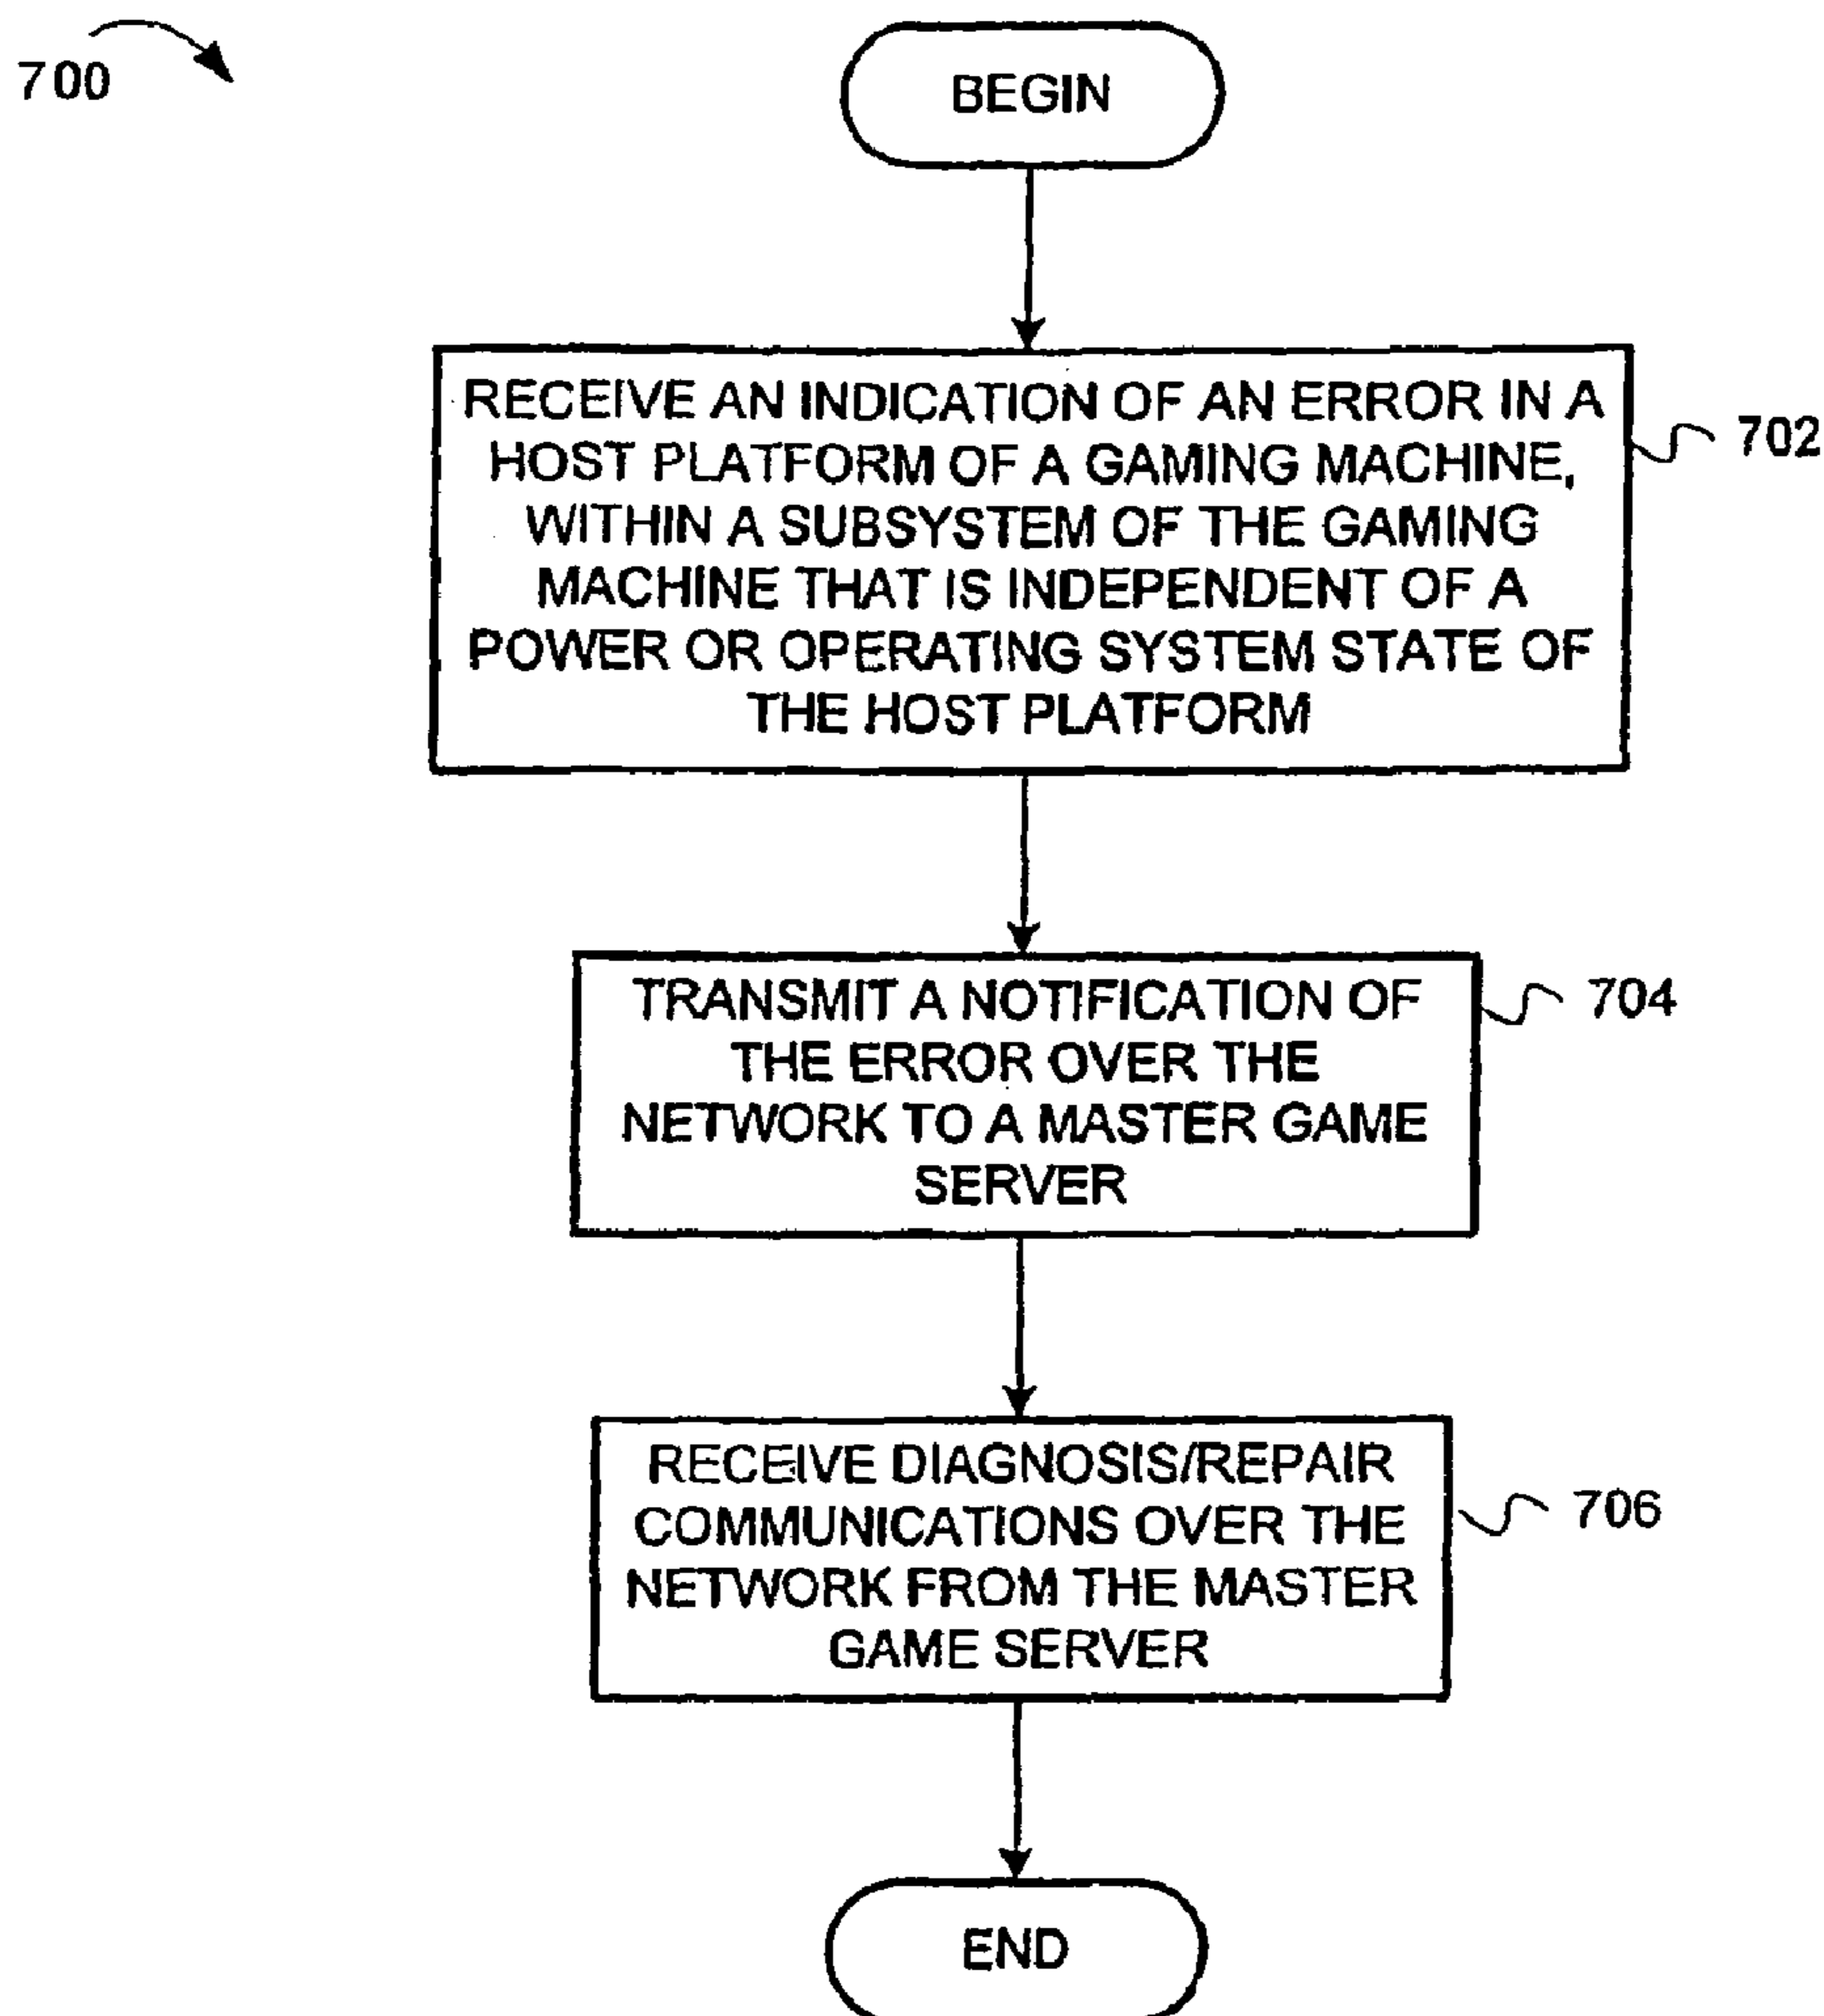 700
BEGIN
RECEIVE AN INDICATION OF AN ERROR IN A
HOST PLATFORM OF A GAMING MACHINE,
WITHIN A SUBSYSTEM OF THE GAMING
MACHINE THAT IS INDEPENDENT OF A
POWER OR OPERATING SYSTEM STATE OF
THE HOST PLATFORM
702
TRANSMIT A NOTIFICATION OF
THE ERROR OVER THE
NETWORK TO A MASTER GAME
SERVER
704
RECEIVE DIAGNOSIS/REPAIR
COMMUNICATIONS OVER THE
NETWORK FROM THE MASTER
GAME SERVER
706
END